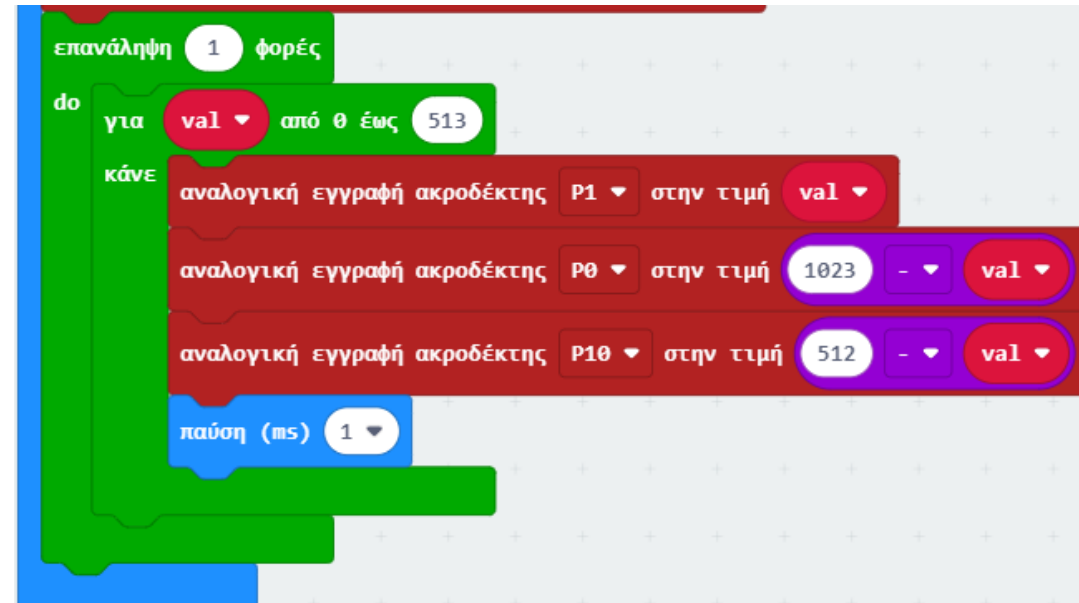 επανάληψη 1 φορές
do για val από 0 έως 513
κάνε αναλογική εγγραφή ακροδέκτης P1 στην τιμή val
αναλογική εγγραφή ακροδέκτης P0 στην τιμή 1023 - val
αναλογική εγγραφή ακροδέκτης P10 στην τιμή 512 - val
παύση (ms) 1